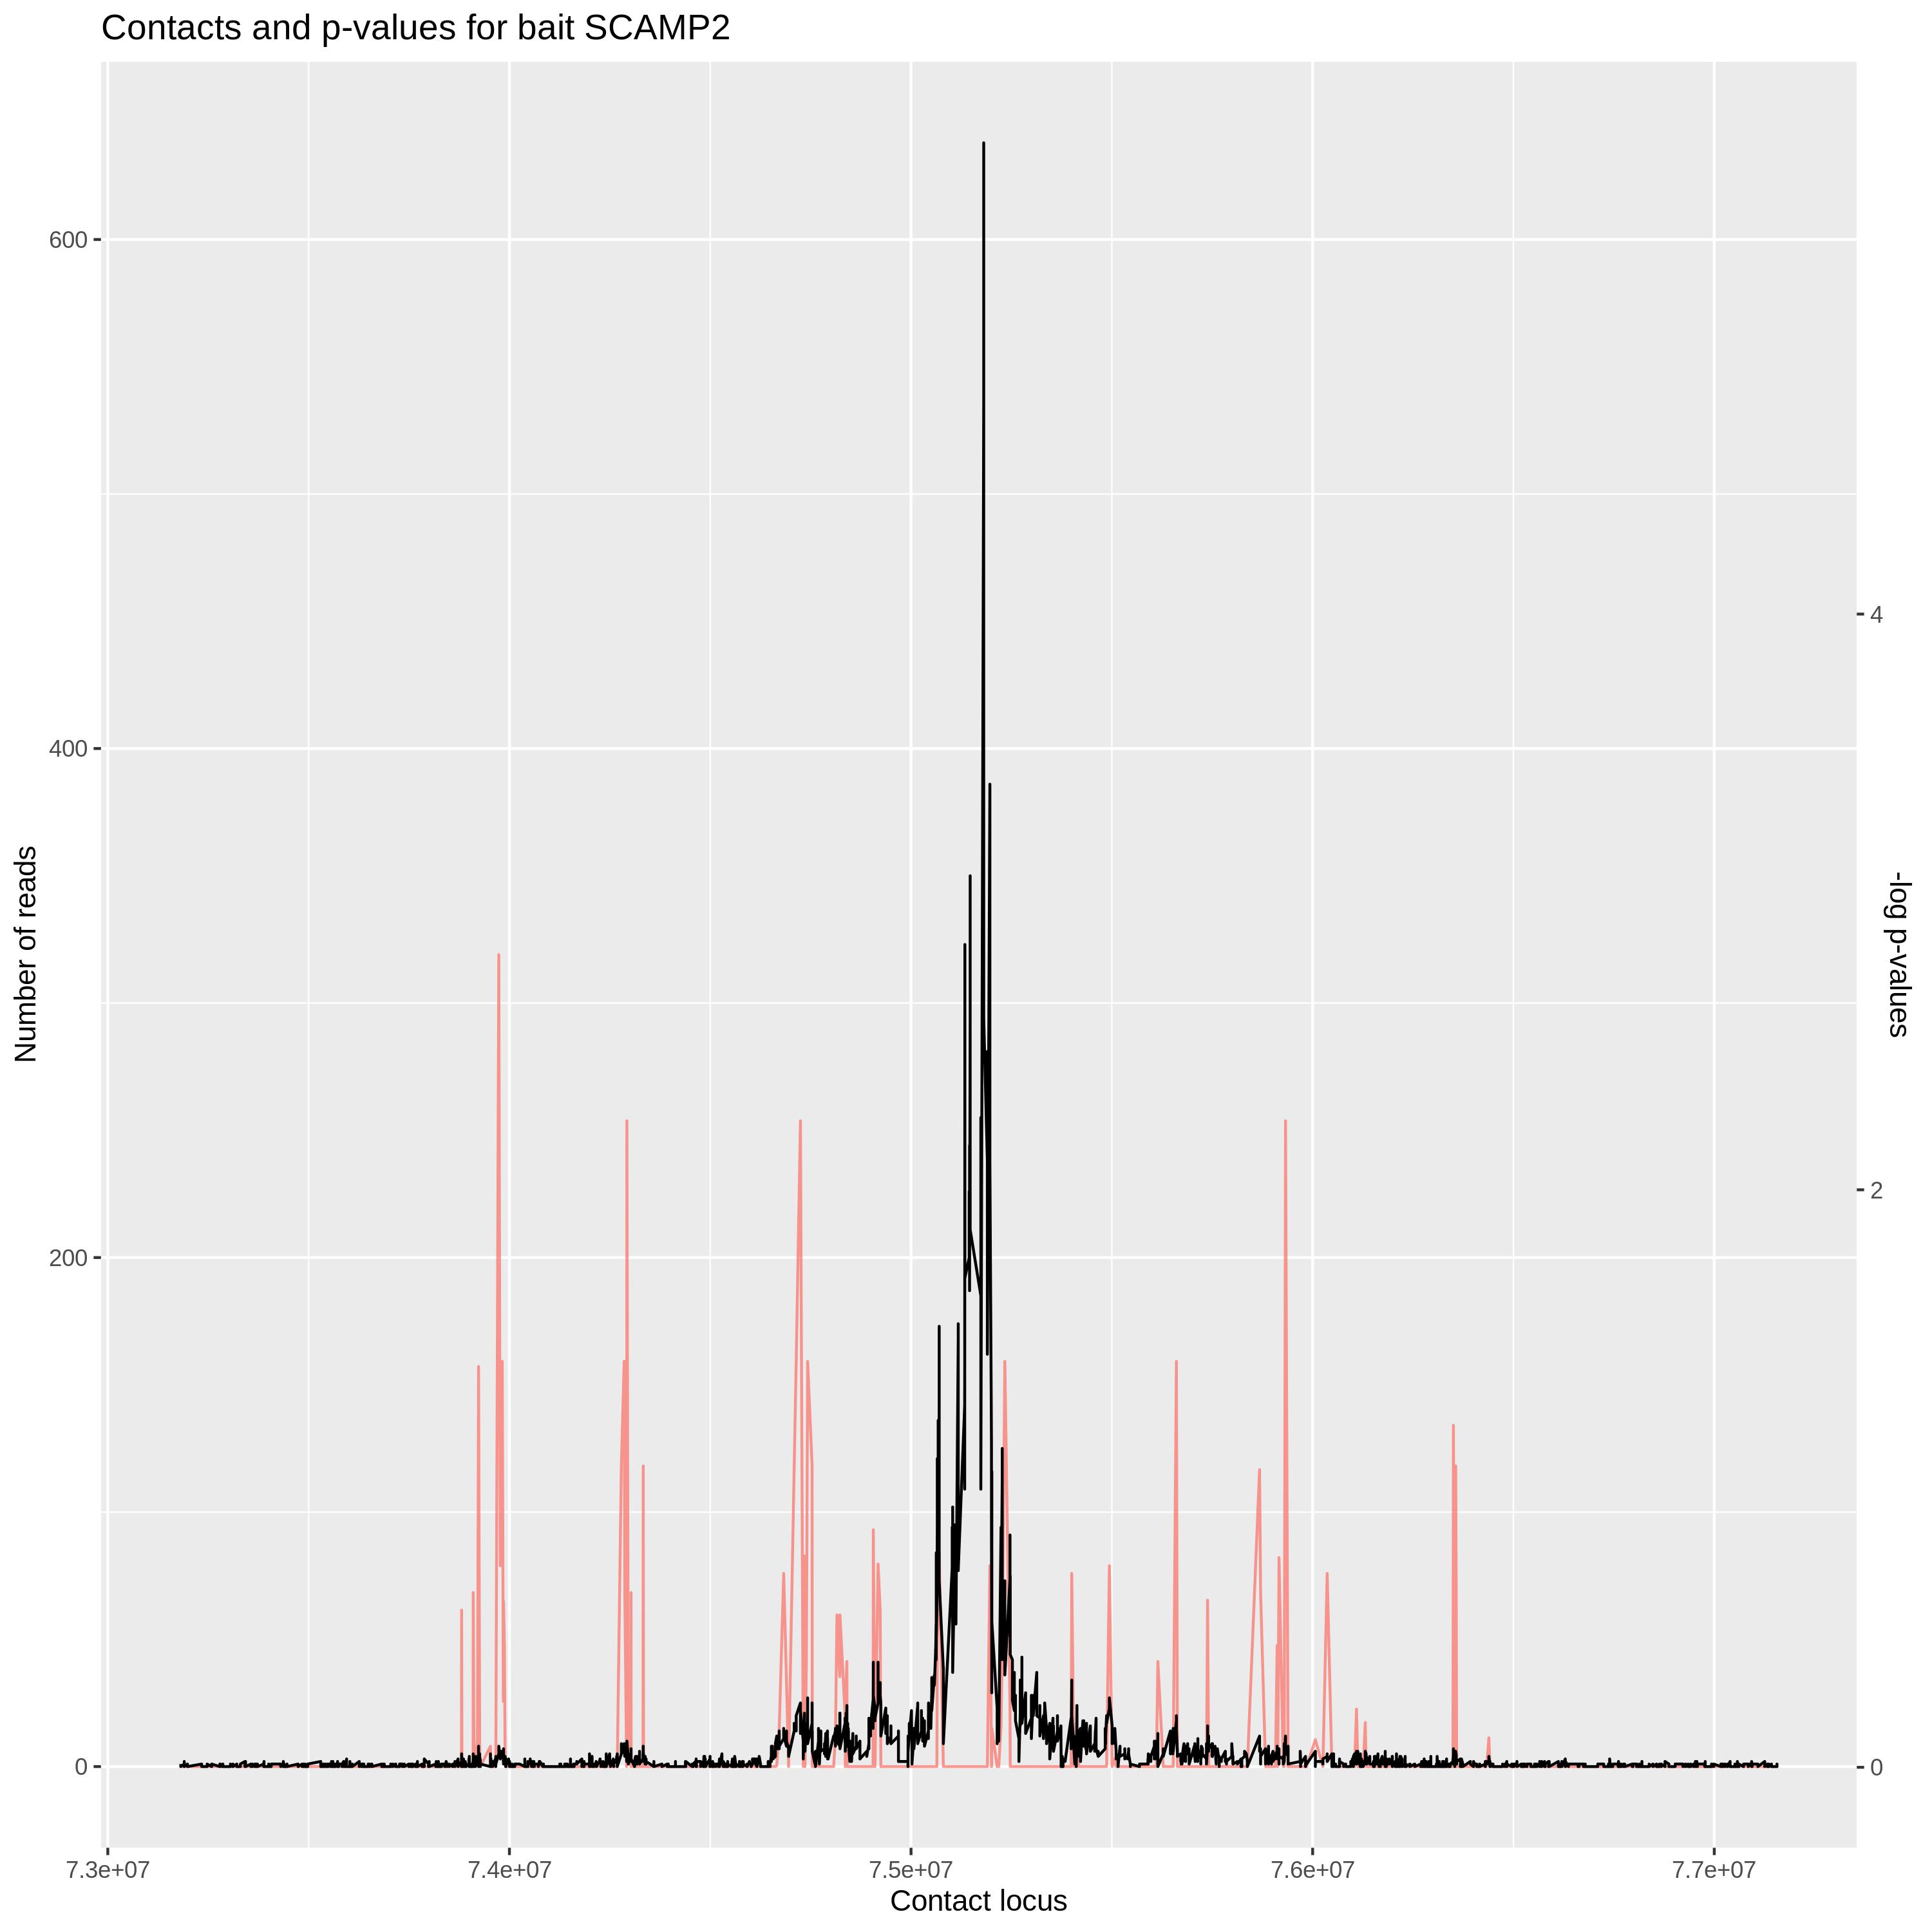 Contacts and p-values for bait SCAMP2
600
400
200
0
Number of reads
4
2
0
-log p-values
7.3e+07
7.4e+07
7.5e+07
7.6e+07
7.7e+07
Contact locus